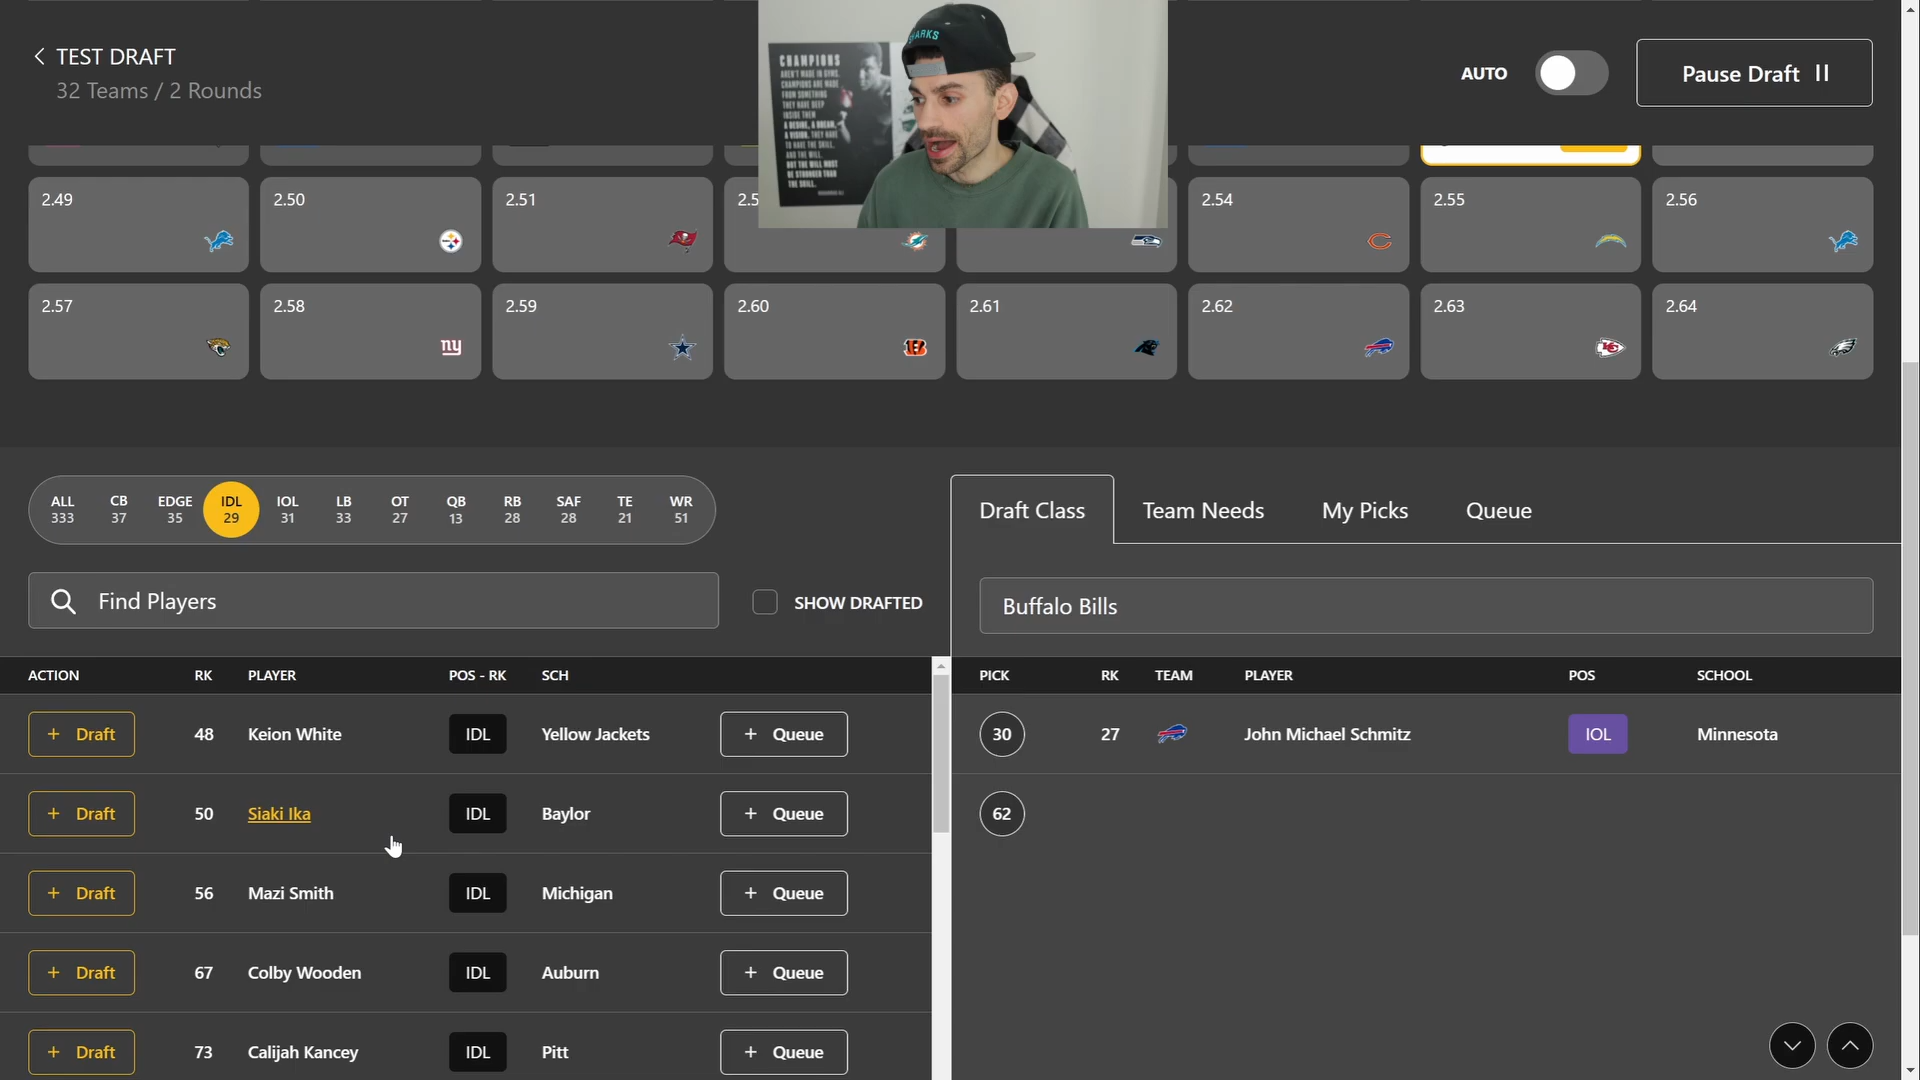 TEST DRAFT
32 Teams / 2 Rounds
SHARKS
CHAMPIONS
AUTO
Pause Draft
2.49
2.50
2.51
2.5
2.54
2.55
2.56
ny
2.57
2.58
2.59
2.60
2.61
2.62
2.63
2.64
ALL CB EDGE IDL IOL LB OT QB RB SAF TE WR
333 37 35 29 31 33 27 13 28 28 21 51
Find Players
SHOW DRAFTED
ACTION RK PLAYER POS - RK SCH
+ Draft 48 Keion White IDL Yellow Jackets + Queue
+ Draft 50 Siaki Ika IDL Baylor + Queue
+ Draft 56 Mazi Smith IDL Michigan + Queue
+ Draft 67 Colby Wooden IDL Auburn + Queue
+ Draft 73 Calijah Kancey IDL Pitt + Queue
Draft Class Team Needs My Picks Queue
Buffalo Bills
PICK RK TEAM PLAYER POS SCHOOL
30 27 John Michael Schmitz IOL Minnesota
62